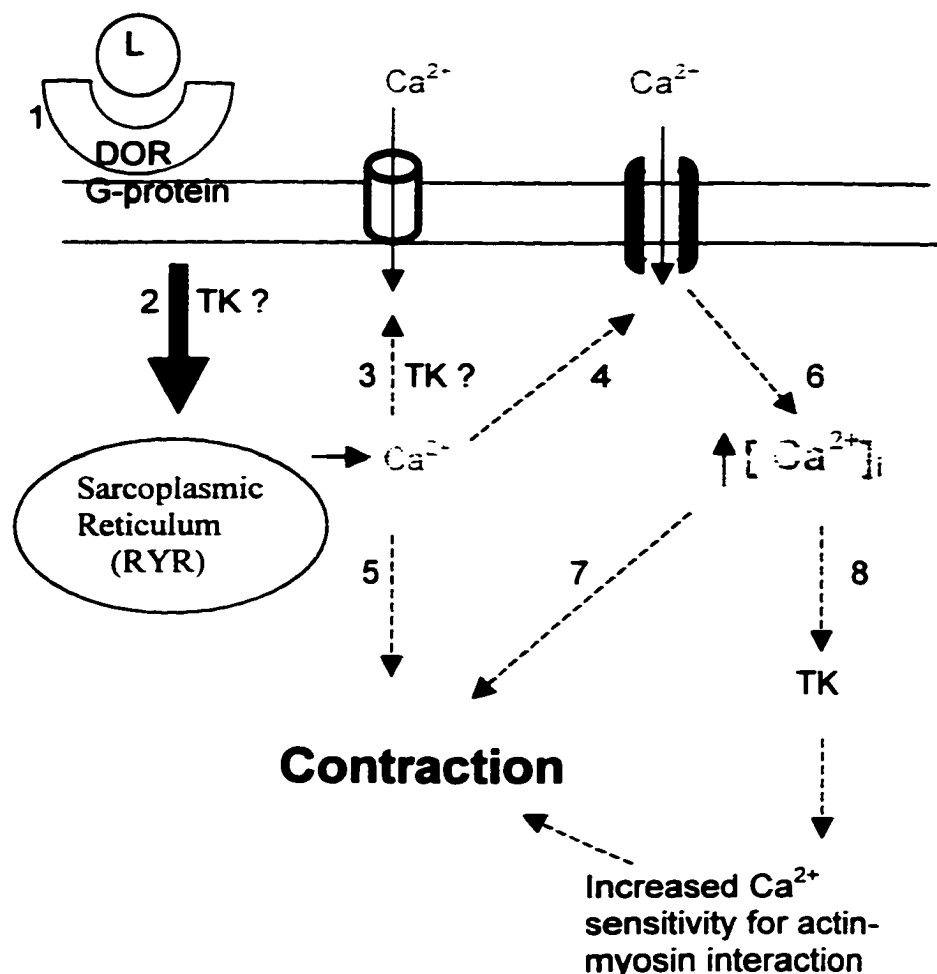 L
Ca²⁺
Ca²⁺
1
DOR
G-protein
2
TK ?
3
TK ?
4
6
Ca²⁺
[Ca²⁺]i
Sarcoplasmic
Reticulum
(RYR)
5
7
8
TK
Contraction
Increased Ca²⁺
sensitivity for actin-
myosin interaction